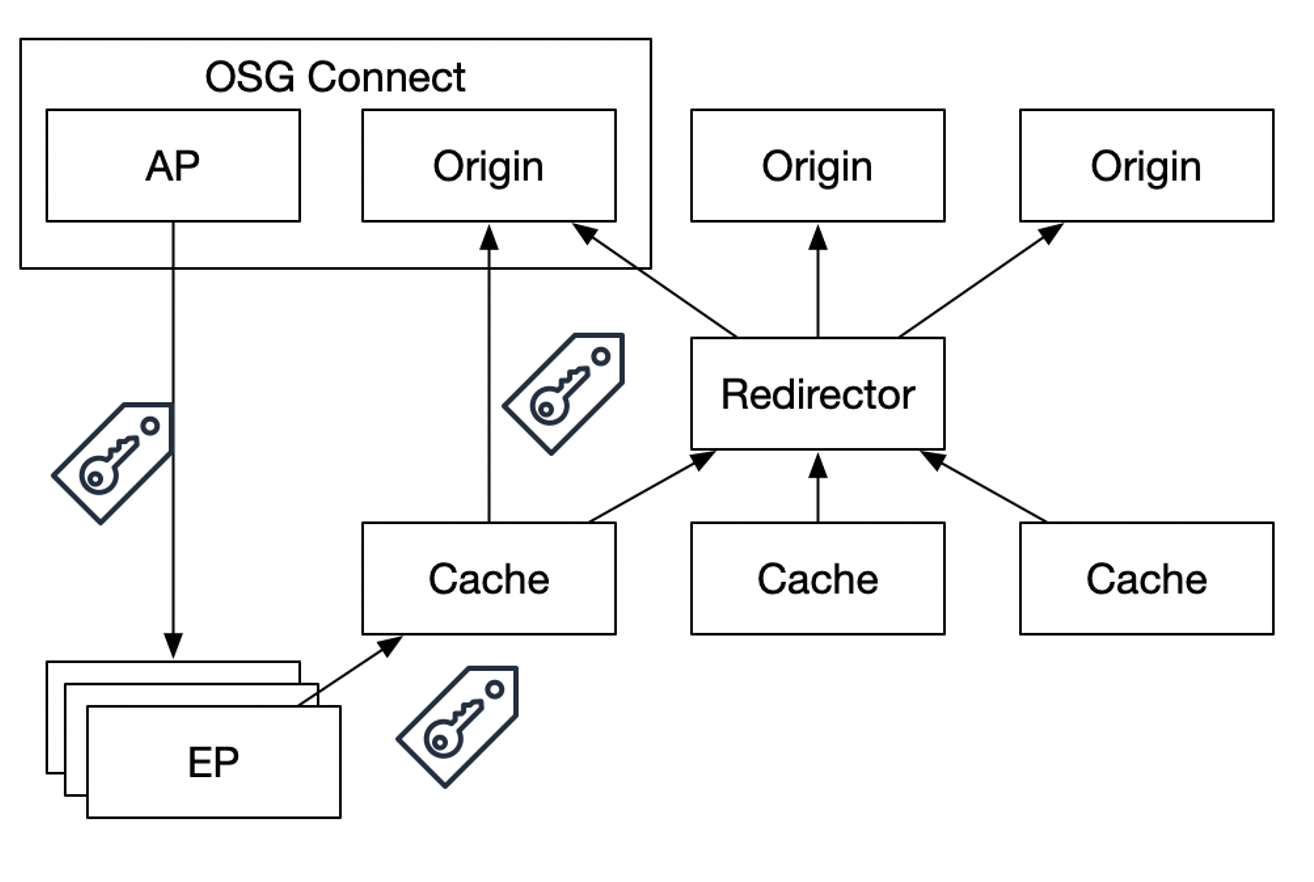 OSG Connect
AP
Origin
Origin
Origin
Redirector
Cache
Cache
Cache
EP